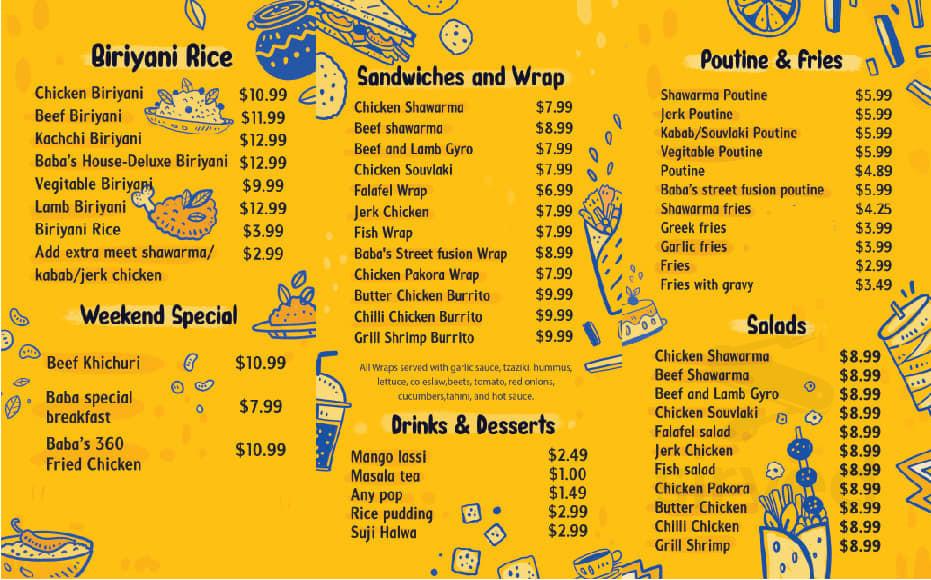 Biriyani Rice
Chicken Biriyani $10.99
Beef Biriyani $11.99
Kachchi Biriyani $12.99
Baba's House-Deluxe Biriyani $12.99
Vegitable Biriyani $9.99
Lamb Biriyani $12.99
Biriyani Rice $3.99
Add extra meet shawarma/ $2.99
kabab/jerk chicken
Weekend Special
Beef Khichuri $10.99
Baba special
breakfast $7.99
Baba's 360
Fried Chicken $10.99
Sandwiches and Wrap
Chicken Shawarma $7.99
Beef shawarma $8.99
Beef and Lamb Gyro $7.99
Chicken Souvlaki $7.99
Falafel Wrap $6.99
Jerk Chicken $7.99
Fish Wrap $7.99
Baba's Street fusion Wrap $8.99
Chicken Pakora Wrap $7.99
Butter Chicken Burrito $9.99
Chilli Chicken Burrito $9.99
Grill Shrimp Burrito $9.99
All Wraps served with garlic sauce, tzaziki, hummus,
lettuce, co eslaw,beets, tomato, red onions,
cucumbers,tahini, and hot sauce.
Drinks & Desserts
Mango lassi $2.49
Masala tea $1.00
Any pop $1.49
Rice pudding $2.99
Suji Halwa $2.99
Poutine & Fries
Shawarma Poutine $5.99
Jerk Poutine $5.99
Kabab/Souvlaki Poutine $5.99
Vegitable Poutine $5.99
Poutine $4.89
Baba's street fusion poutine $5.99
Shawarma fries $4.25
Greek fries $3.99
Garlic fries $3.99
Fries $2.99
Fries with gravy $3.49
Salads
Chicken Shawarma $8.99
Beef Shawarma $8.99
Beef and Lamb Gyro $8.99
Chicken Souvlaki $8.99
Falafel salad $8.99
Jerk Chicken $8.99
Fish salad $8.99
Chicken Pakora $8.99
Butter Chicken $8.99
Chilli Chicken $8.99
Grill Shrimp $8.99